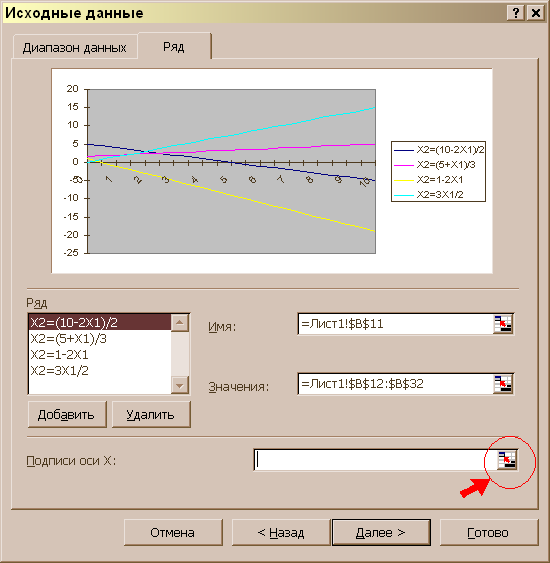 Исходные данные
Диапазон данных
Ряд
20
15
10
5
0
-5
-10
-15
-20
-25
0 1 2 3 4 5 6 7 8 9 10
X2=(10-2X1)/2
X2=(5+X1)/3
X2=1-2X1
X2=3X1/2
Ряд
X2=(10-2X1)/2
X2=(5+X1)/3
X2=1-2X1
X2=3X1/2
Имя:
=Лист1!$B$11
Значения:
=Лист1!$B$12:$B$32
Добавить
Удалить
Подписи оси X:
Отмена
< Назад
Далее >
Готово